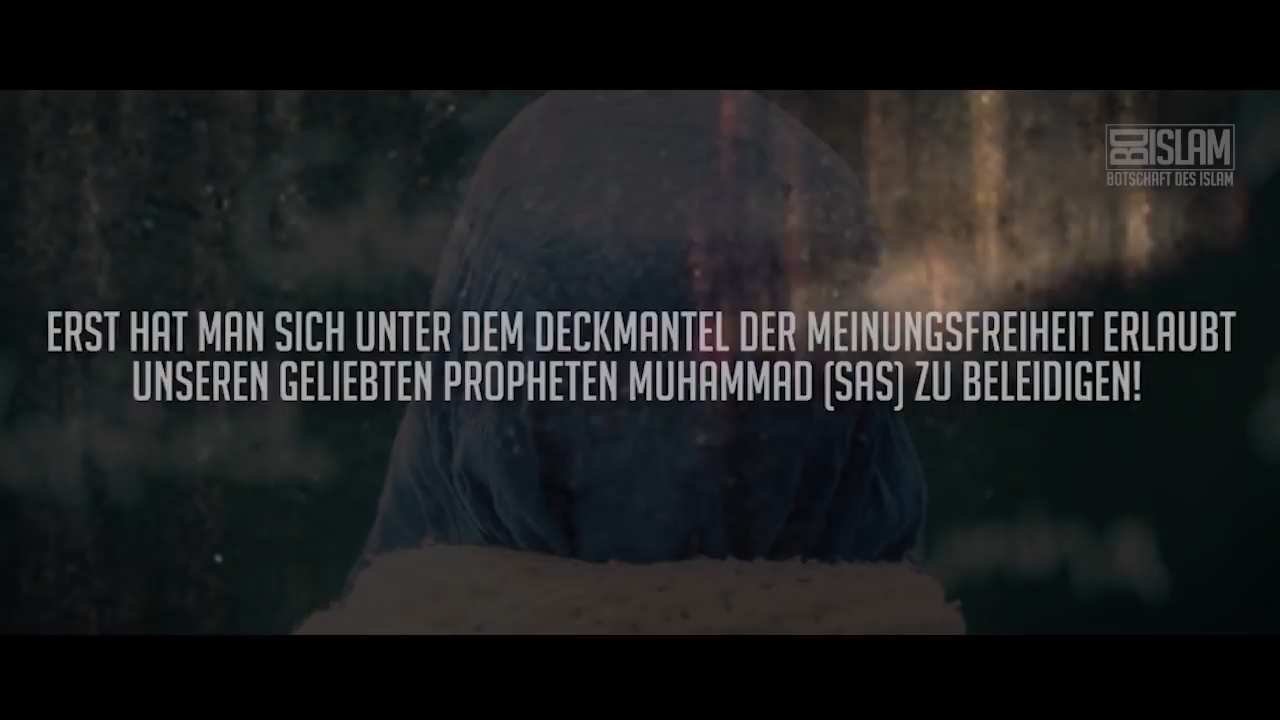 BDISLAM
BOTSCHAFT DES ISLAM
ERST HAT MAN SICH UNTER DEM DECKMANTEL DER MEINUNGSFREIHEIT ERLAUBT
UNSEREN GELIEBTEN PROPHETEN MUHAMMAD (SAS) ZU BELEIDIGEN!